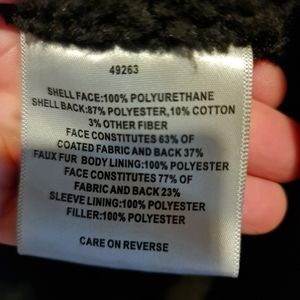 49263
SHELL FACE:100% POLYURETHANE
SHELL BACK:87% POLYESTER,10% COTTON
3% OTHER FIBER
FACE CONSTITUTES 63% OF
COATED FABRIC AND BACK 37%
FAUX FUR BODY LINING:100% POLYESTER
FACE CONSTITUTES 77% OF
FABRIC AND BACK 23%
SLEEVE LINING:100% POLYESTER
FILLER:100% POLYESTER
CARE ON REVERSE